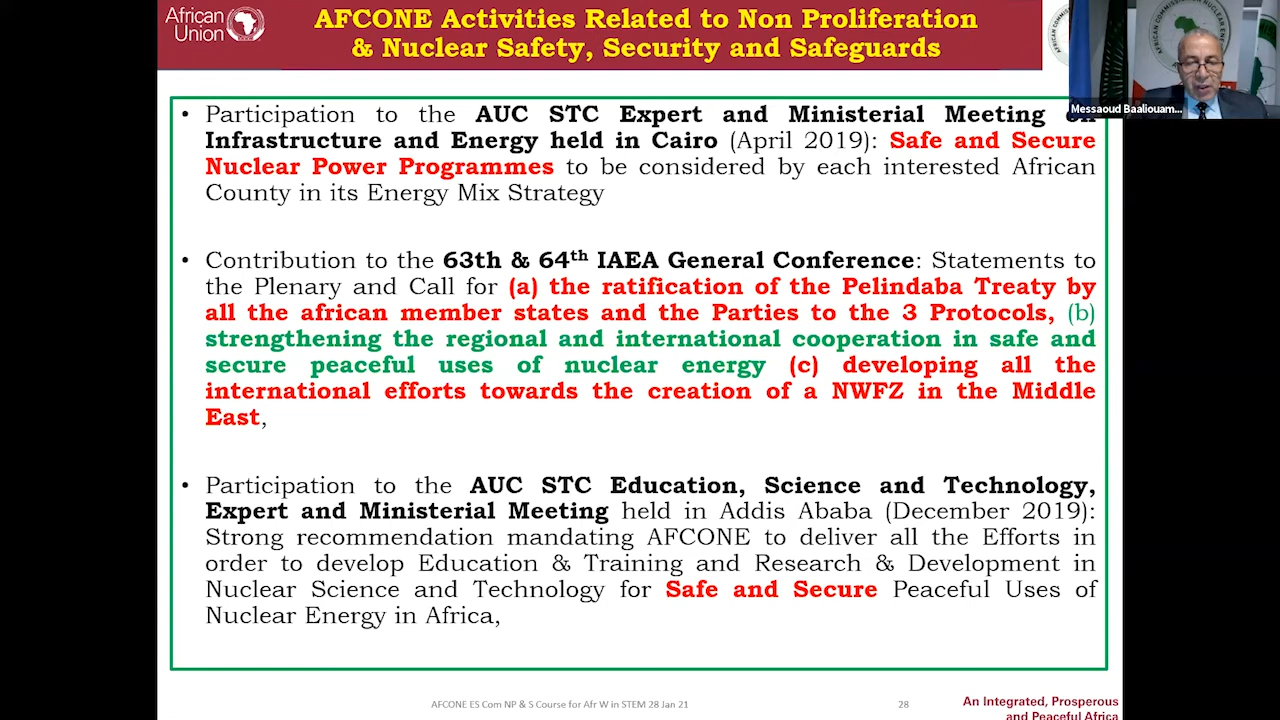 African
Union
AFCONE Activities Related to Non Proliferation
& Nuclear Safety, Security and Safeguards
Messaoud Baaliouam...
• Participation to the AUC STC Expert and Ministerial Meeting on
Infrastructure and Energy held in Cairo (April 2019): Safe and Secure
Nuclear Power Programmes to be considered by each interested African
County in its Energy Mix Strategy
• Contribution to the 63th & 64th IAEA General Conference: Statements to
the Plenary and Call for (a) the ratification of the Pelindaba Treaty by
all the african member states and the Parties to the 3 Protocols, (b)
strengthening the regional and international cooperation in safe and
secure peaceful uses of nuclear energy (c) developing all the
international efforts towards the creation of a NWFZ in the Middle
East,
• Participation to the AUC STC Education, Science and Technology,
Expert and Ministerial Meeting held in Addis Ababa (December 2019):
Strong recommendation mandating AFCONE to deliver all the Efforts in
order to develop Education & Training and Research & Development in
Nuclear Science and Technology for Safe and Secure Peaceful Uses of
Nuclear Energy in Africa,
AFCONE ES Com NP & S Course for Afr W in STEM 28 Jan 21
28
An Integrated, Prosperous
and Peaceful Africa